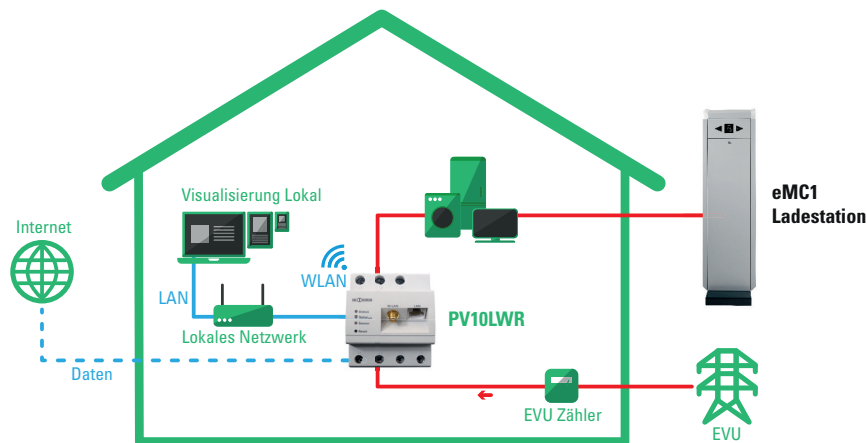 Visualisierung Lokal
Internet
WLAN
LAN
Lokales Netzwerk
PV10LWR
Daten
eMC1
Ladestation
EVU Zähler
EVU